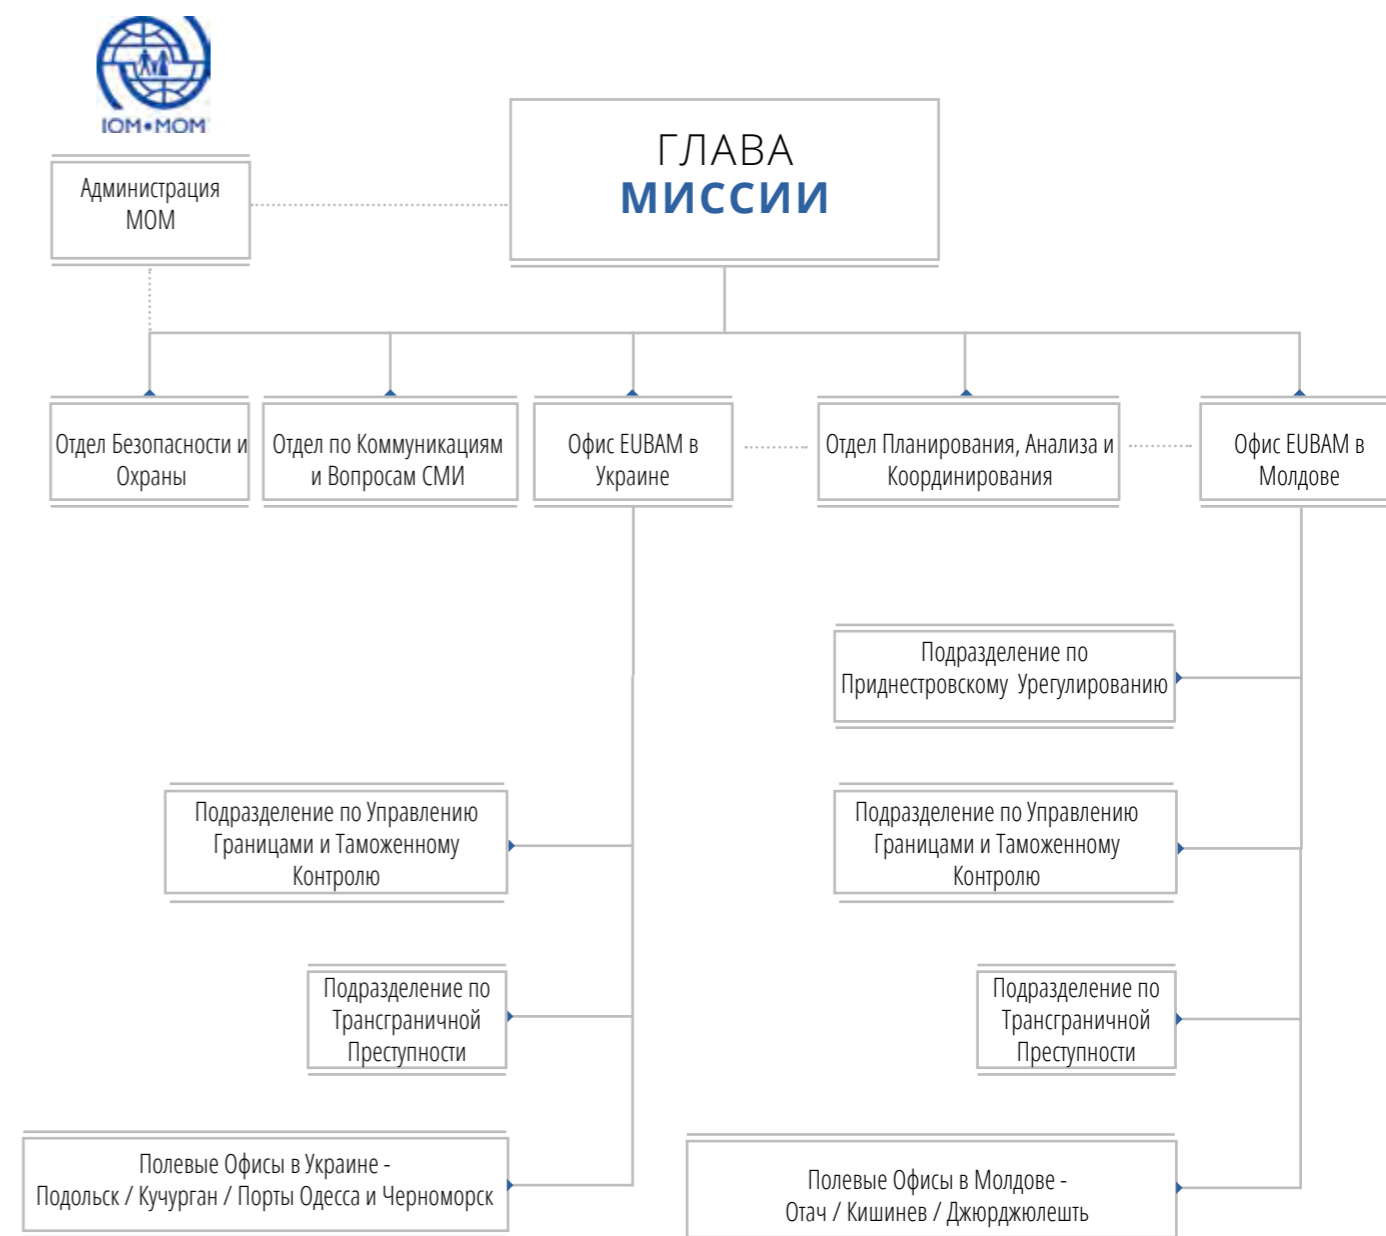 IOM•MOM
ГЛАВА
МИССИИ
Администрация
МОМ
Отдел Безопасности и
Охраны
Отдел по Коммуникациям
и Вопросам СМИ
Офис EUBAM в
Украине
Отдел Планирования, Анализа и
Координирования
Офис EUBAM в
Молдове
Подразделение по
Приднестровскому Урегулированию
Подразделение по Управлению
Границами и Таможенному
Контролю
Подразделение по Управлению
Границами и Таможенному
Контролю
Подразделение по
Трансграничной
Преступности
Подразделение по
Трансграничной
Преступности
Полевые Офисы в Украине -
Подольск / Кучурган / Порты Одесса и Черноморск
Полевые Офисы в Молдове -
Отач / Кишинев / Джюрджюлешть